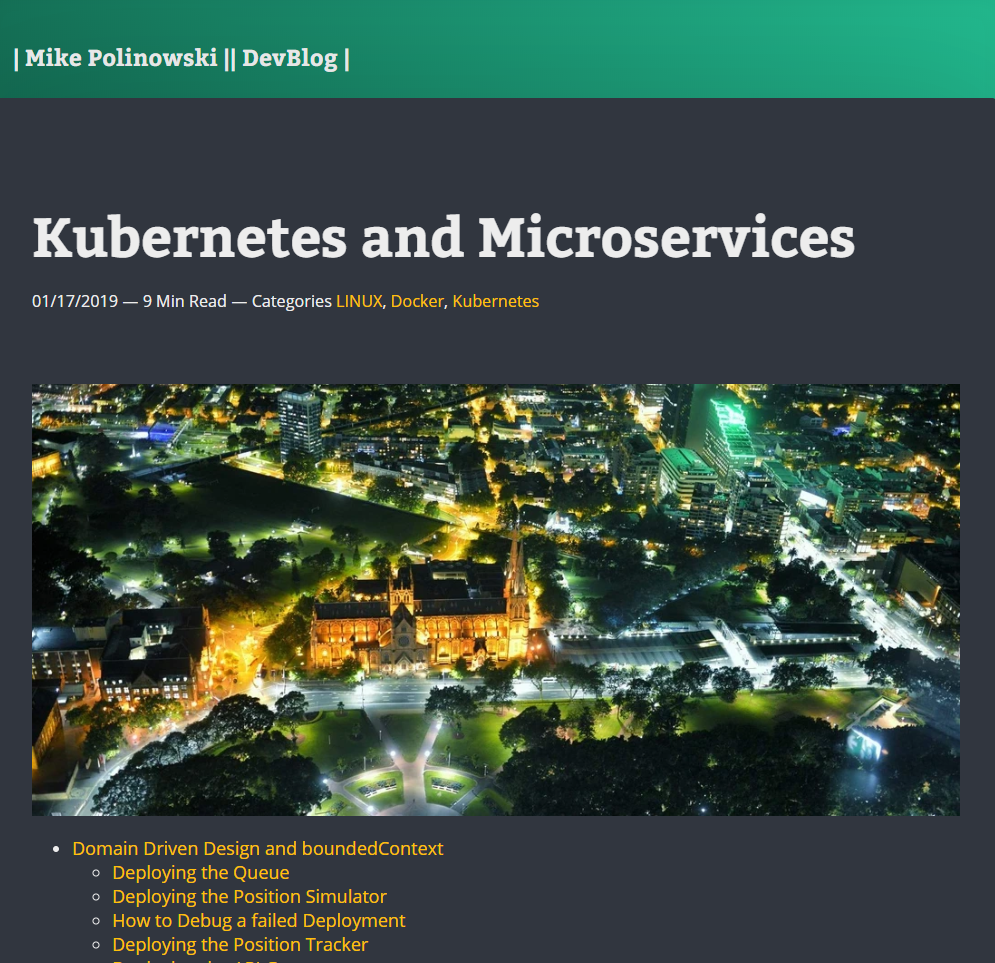 | Mike Polinowski || DevBlog |
Kubernetes and Microservices
01/17/2019 — 9 Min Read — Categories LINUX, Docker, Kubernetes
Domain Driven Design and boundedContext
Deploying the Queue
Deploying the Position Simulator
How to Debug a failed Deployment
Deploying the Position Tracker